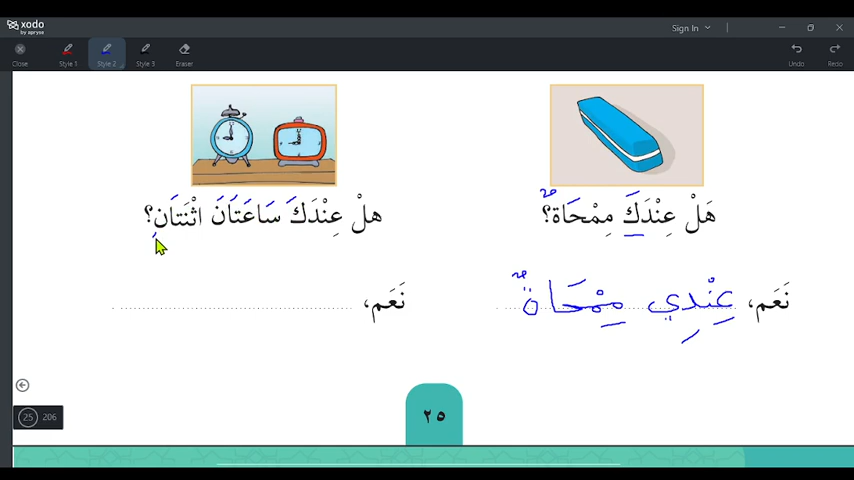 xodo
by apryse
Sign In
Close
Style 1
Style 2
Style 3
Eraser
Undo
Redo
هَلْ عِنْدَكَ مِمْحَاةٌ؟
هلْ عِنْدَكَ سَاعَتَانَ اثْنَتَانِ؟
نَعَم، عِنْدِي مِمْحَاةٌ
نَعَم، ........................
٢٥
25 206